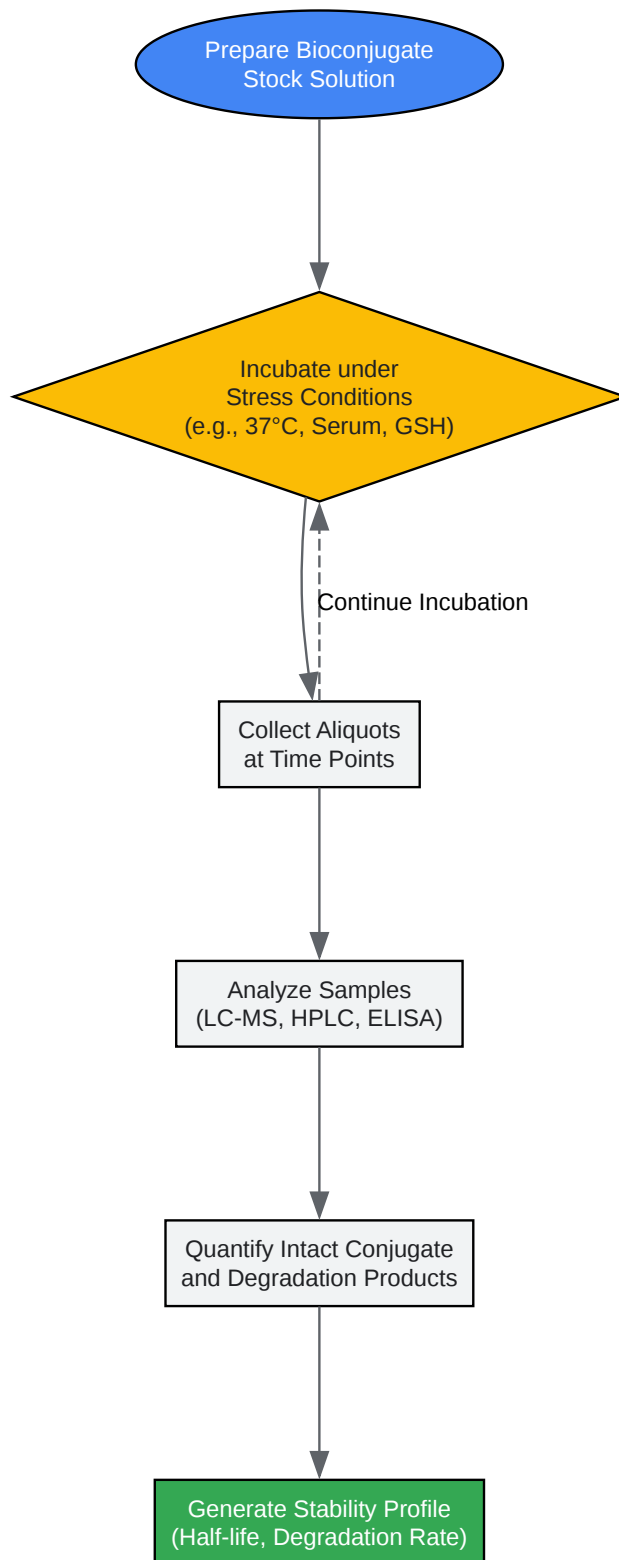 Prepare Bioconjugate
Stock Solution
Incubate under
Stress Conditions
(e.g., 37°C, Serum, GSH)
Continue Incubation
Collect Aliquots
at Time Points
Analyze Samples
(LC-MS, HPLC, ELISA)
Quantify Intact Conjugate
and Degradation Products
Generate Stability Profile
(Half-life, Degradation Rate)